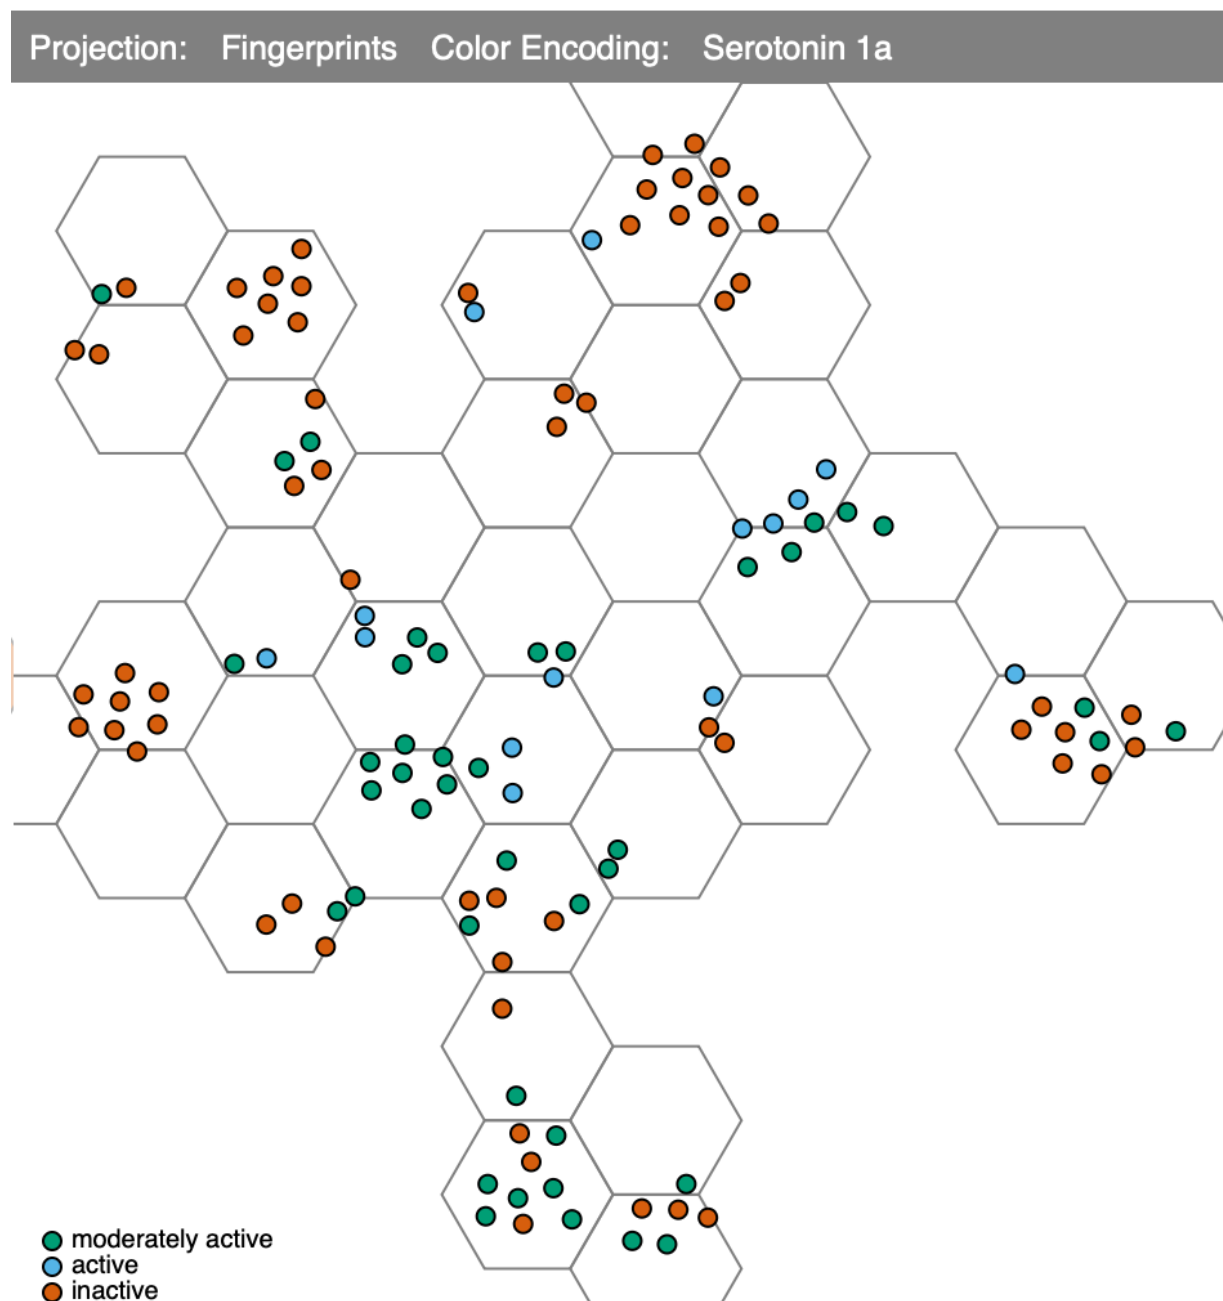 Projection: Fingerprints Color Encoding: Serotonin 1a
moderately active
active
inactive